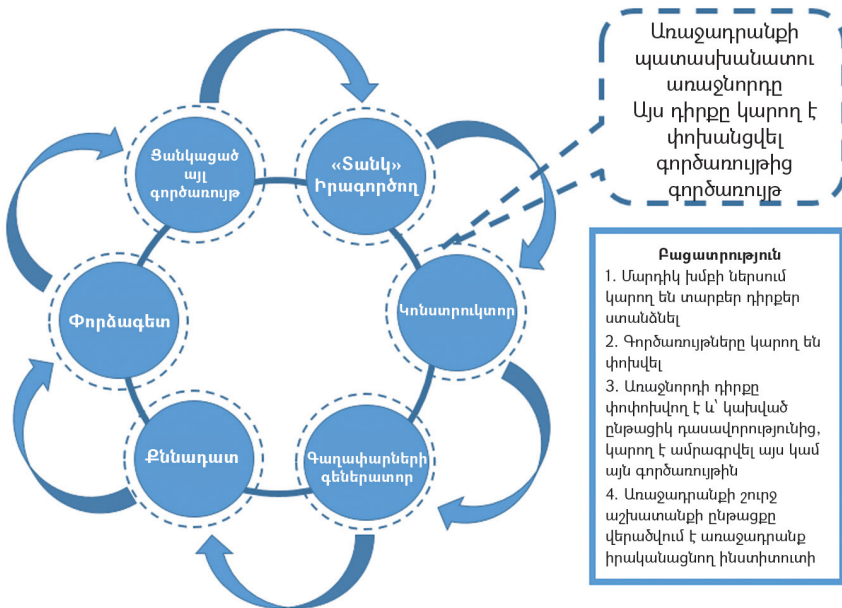 Առաջադրանքի
պատասխանատու
առաջնորդը
Այս դիրքը կարող է
փոխանցվել
գործառույթից
գործառույթ
Ցանկացած
այլ
գործառույթ
«Տանկ»
Իրագործող
Կոնստրուկտոր
Գաղափարների
գեներատոր
Քննադատ
Փորձագետ
Բացատրություն
1. Մարդիկ խմբի ներսում
կարող են տարբեր դիրքեր
ստանձնել
2. Գործառույթները կարող են
փոխվել
3. Առաջնորդի դիրքը
փոփոխվող է և՝ կախված
ընթացիկ դասավորությունից,
կարող է ամրագրվել այս կամ
այն գործառույթին
4. Առաջադրանքի շուրջ
աշխատանքի ընթացքը
վերածվում է առաջադրանք
իրականացնող ինստիտուտի